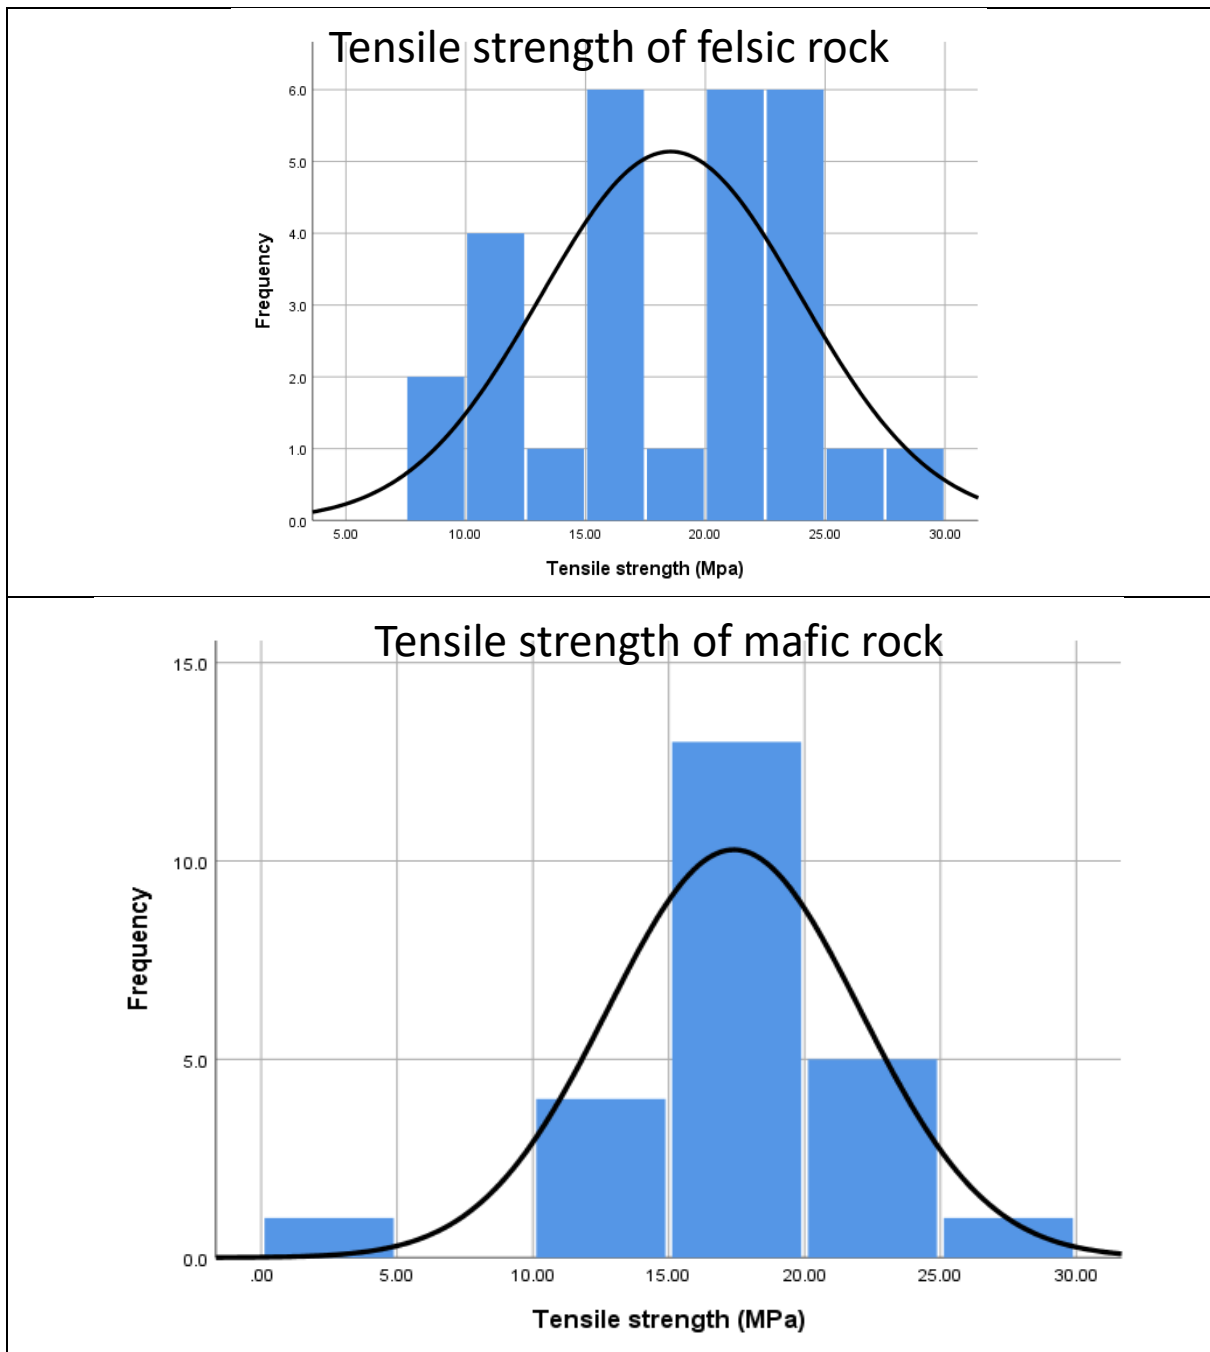 Tensile strength of felsic rock
6.0
5.0
4.0
3.0
2.0
1.0
0.0
Frequency
5.00 10.00 15.00 20.00 25.00 30.00
Tensile strength (Mpa)
Tensile strength of mafic rock
15.0
10.0
5.0
0.0
Frequency
.00 5.00 10.00 15.00 20.00 25.00 30.00
Tensile strength (MPa)